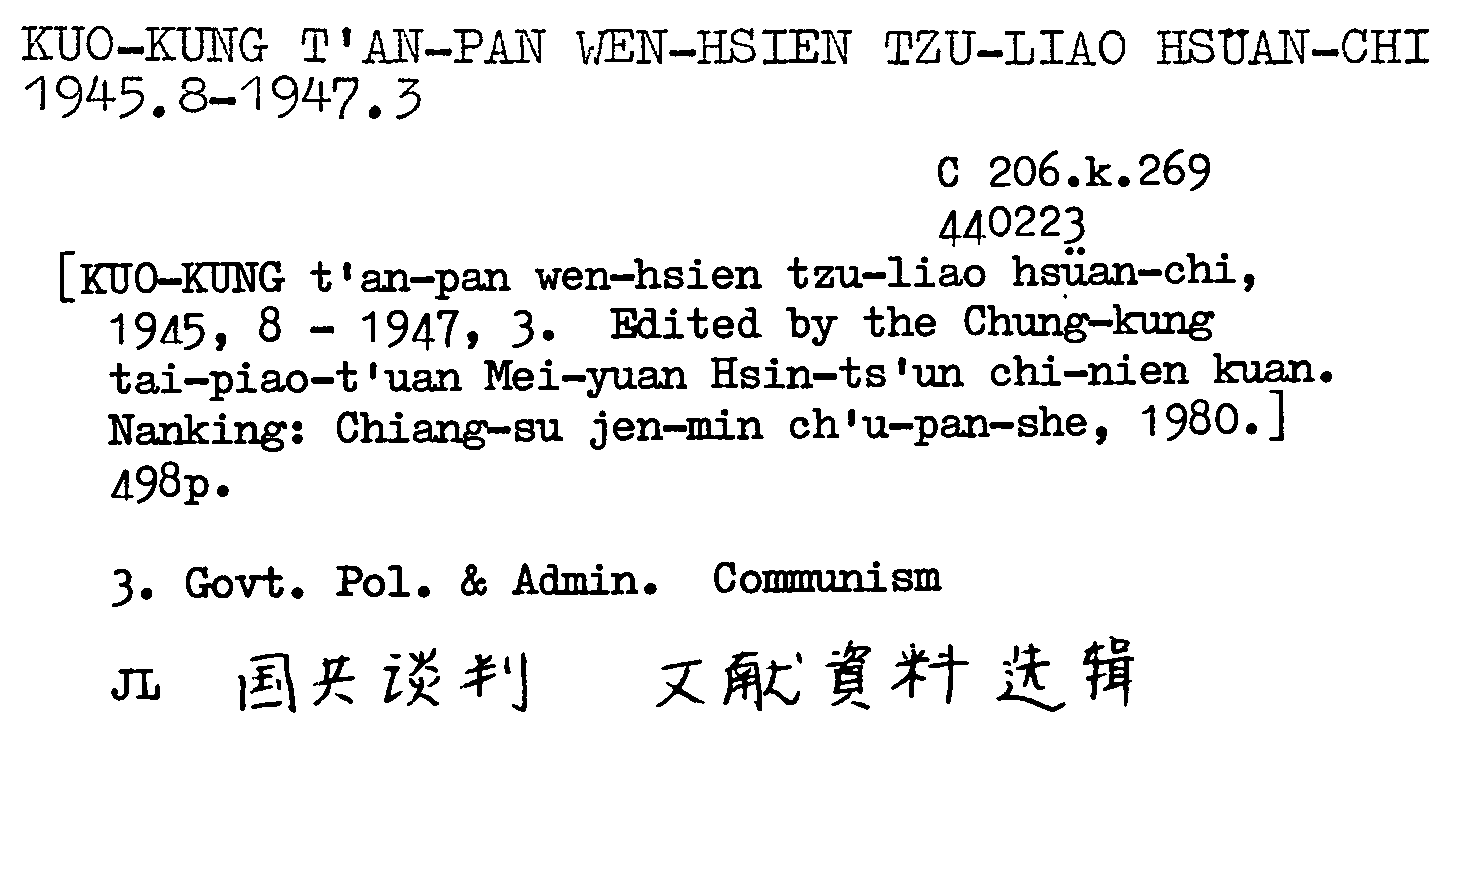 KUO-KUNG T'AN-PAN WEN-HSIEN TZU-LIAO HSÜAN-CHI
1945.8-1947.3
C 206.k.269
440223
[KUO-KUNG t'an-pan wen-hsien tzu-liao hsüan-chi,
1945, 8 - 1947, 3. Edited by the Chung-kung
tai-piao-t'uan Mei-yuan Hsin-ts'un chi-nien kuan.
Nanking: Chiang-su jen-min ch'u-pan-she, 1980.]
498p.
3. Govt. Pol. & Admin. Communism
JL 国共谈判 文献資料选辑